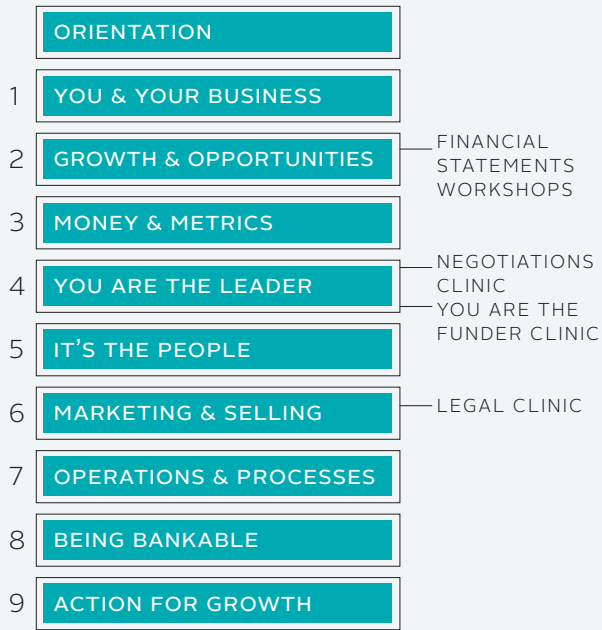 ORIENTATION
1 YOU & YOUR BUSINESS
2 GROWTH & OPPORTUNITIES
FINANCIAL
STATEMENTS
WORKSHOPS
3 MONEY & METRICS
4 YOU ARE THE LEADER
NEGOTIATIONS
CLINIC
YOU ARE THE
FUNDER CLINIC
5 IT'S THE PEOPLE
6 MARKETING & SELLING
LEGAL CLINIC
7 OPERATIONS & PROCESSES
8 BEING BANKABLE
9 ACTION FOR GROWTH